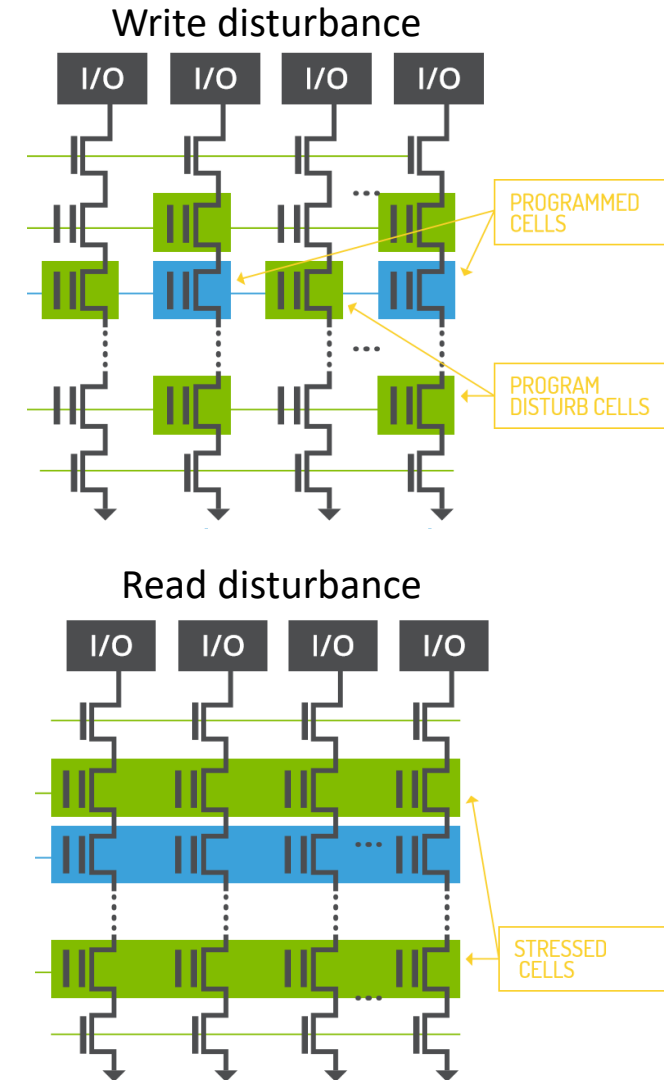 Write disturbance
I/O I/O I/O I/O
PROGRAMMED
CELLS
PROGRAM
DISTURB CELLS
Read disturbance
I/O I/O I/O I/O
STRESSED
CELLS